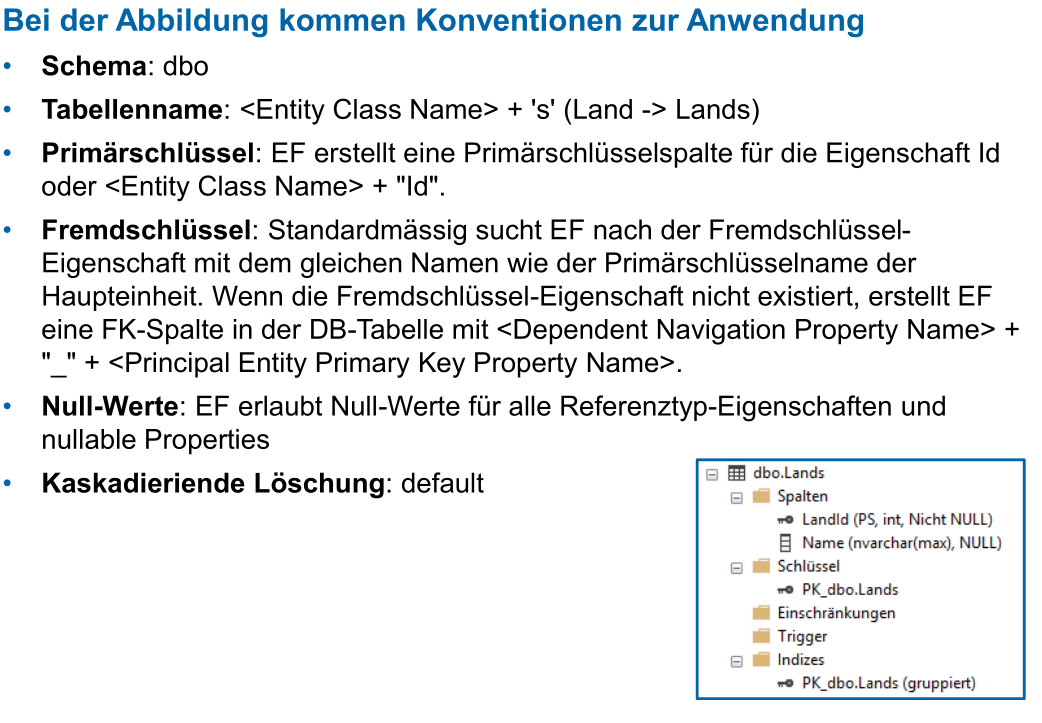 Bei der Abbildung kommen Konventionen zur Anwendung
• Schema: dbo
• Tabellenname: <Entity Class Name> + 's' (Land -> Lands)
• Primärschlüssel: EF erstellt eine Primärschlüsselspalte für die Eigenschaft Id
oder <Entity Class Name> + "Id".
• Fremdschlüssel: Standardmässig sucht EF nach der Fremdschlüssel-
Eigenschaft mit dem gleichen Namen wie der Primärschlüsselname der
Haupteinheit. Wenn die Fremdschlüssel-Eigenschaft nicht existiert, erstellt EF
eine FK-Spalte in der DB-Tabelle mit <Dependent Navigation Property Name> +
"_" + <Principal Entity Primary Key Property Name>.
• Null-Werte: EF erlaubt Null-Werte für alle Referenztyp-Eigenschaften und
nullable Properties
• Kaskadieriende Löschung: default
dbo.Lands
Spalten
LandId (PS, int, Nicht NULL)
Name (nvarchar(max), NULL)
Schlüssel
PK_dbo.Lands
Einschränkungen
Trigger
Indizes
PK_dbo.Lands (gruppiert)